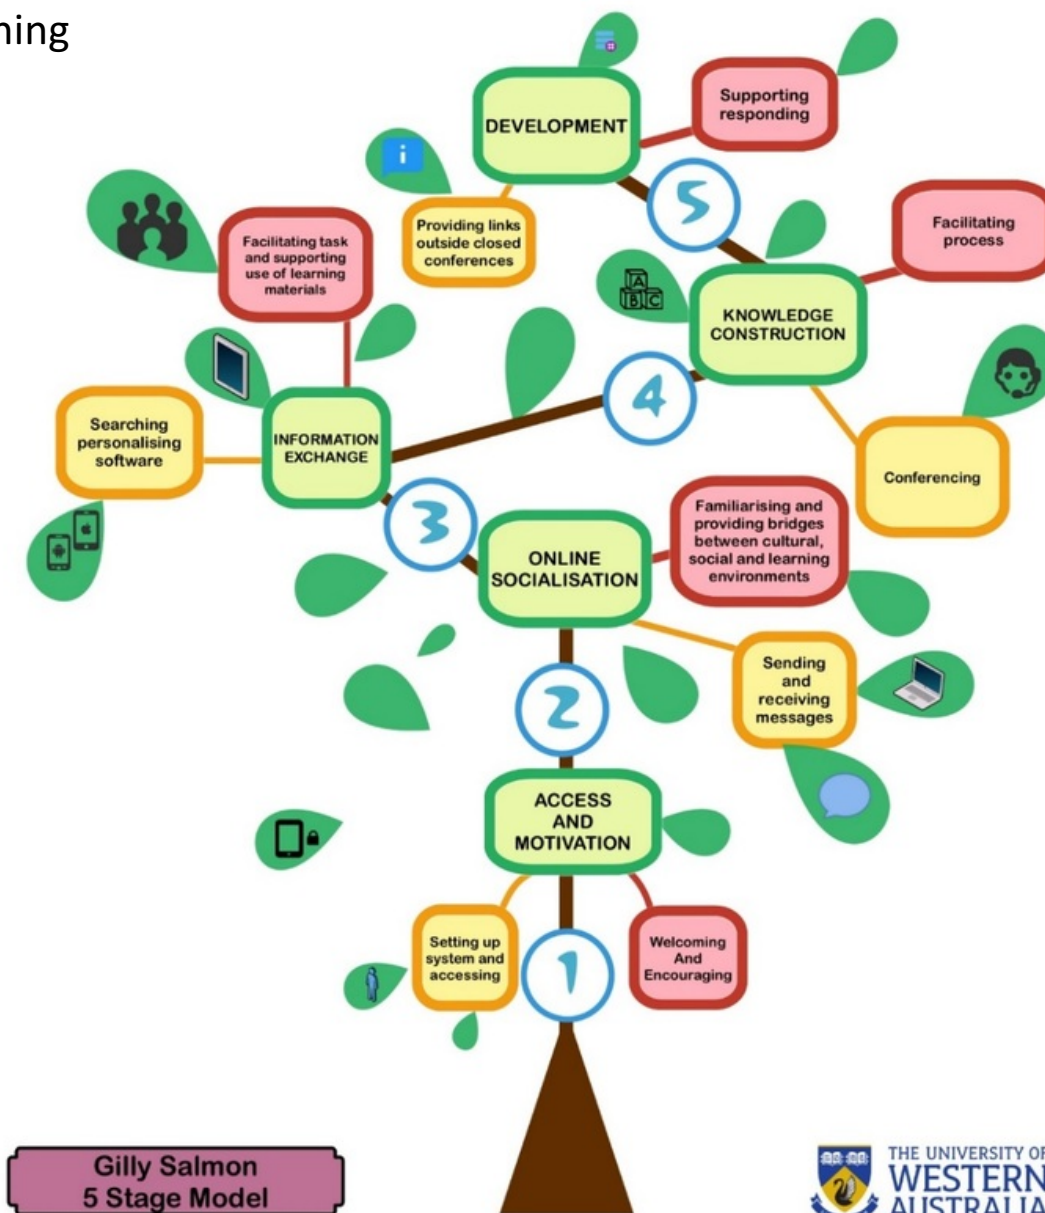 ning
DEVELOPMENT
Supporting
responding
i
5
Providing links
outside closed
conferences
Facilitating
process
Facilitating task
and supporting
use of learning
materials
A
B C
KNOWLEDGE
CONSTRUCTION
4
Searching
personalising
software
INFORMATION
EXCHANGE
Conferencing
3
Familiarising and
providing bridges
between cultural,
social and learning
environments
ONLINE
SOCIALISATION
Sending
and
receiving
messages
2
ACCESS
AND
MOTIVATION
Setting up
system and
accessing
1
Welcoming
And
Encouraging
Gilly Salmon
5 Stage Model
THE UNIVERSITY OF
WESTERN
AUSTRALIA